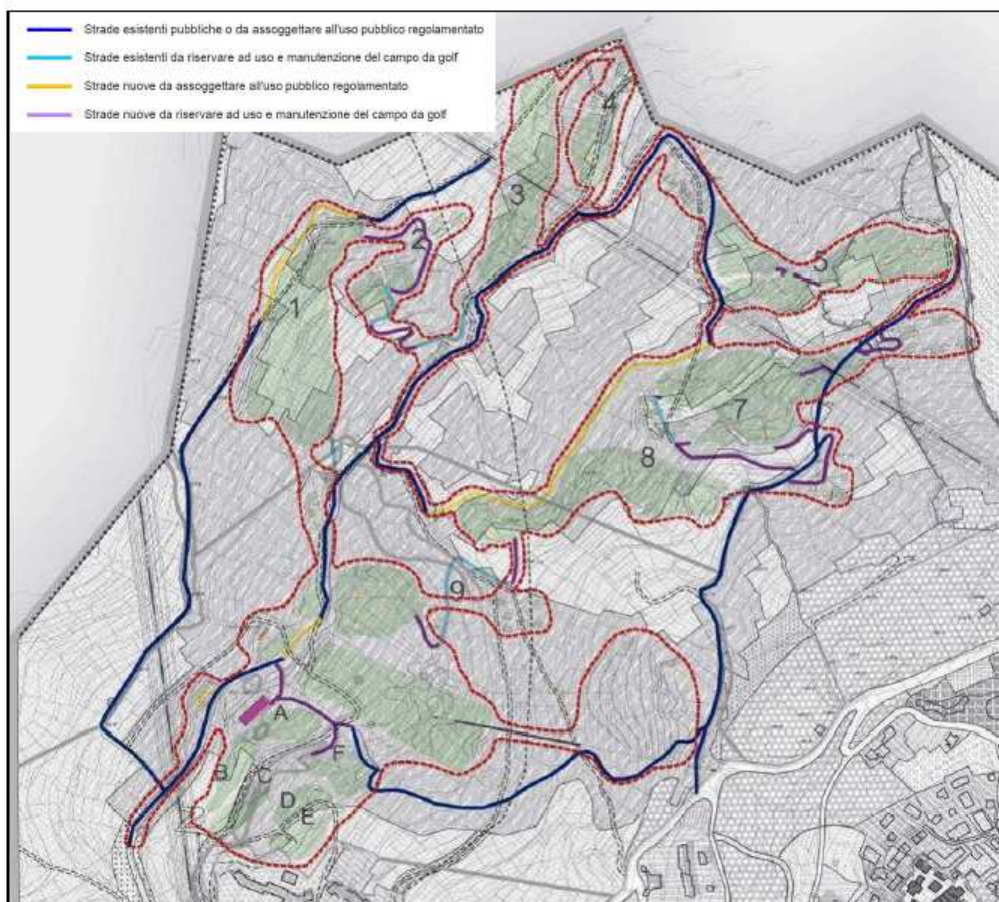 Strade esistenti pubbliche o da assoggettare all'uso pubblico regolamentato
Strade esistenti da riservare ad uso e manutenzione del campo da golf
Strade nuove da assoggettare all'uso pubblico regolamentato
Strade nuove da riservare ad uso e manutenzione del campo da golf
4
3
2
5
1
7
8
9
A
F
B
C
D
E